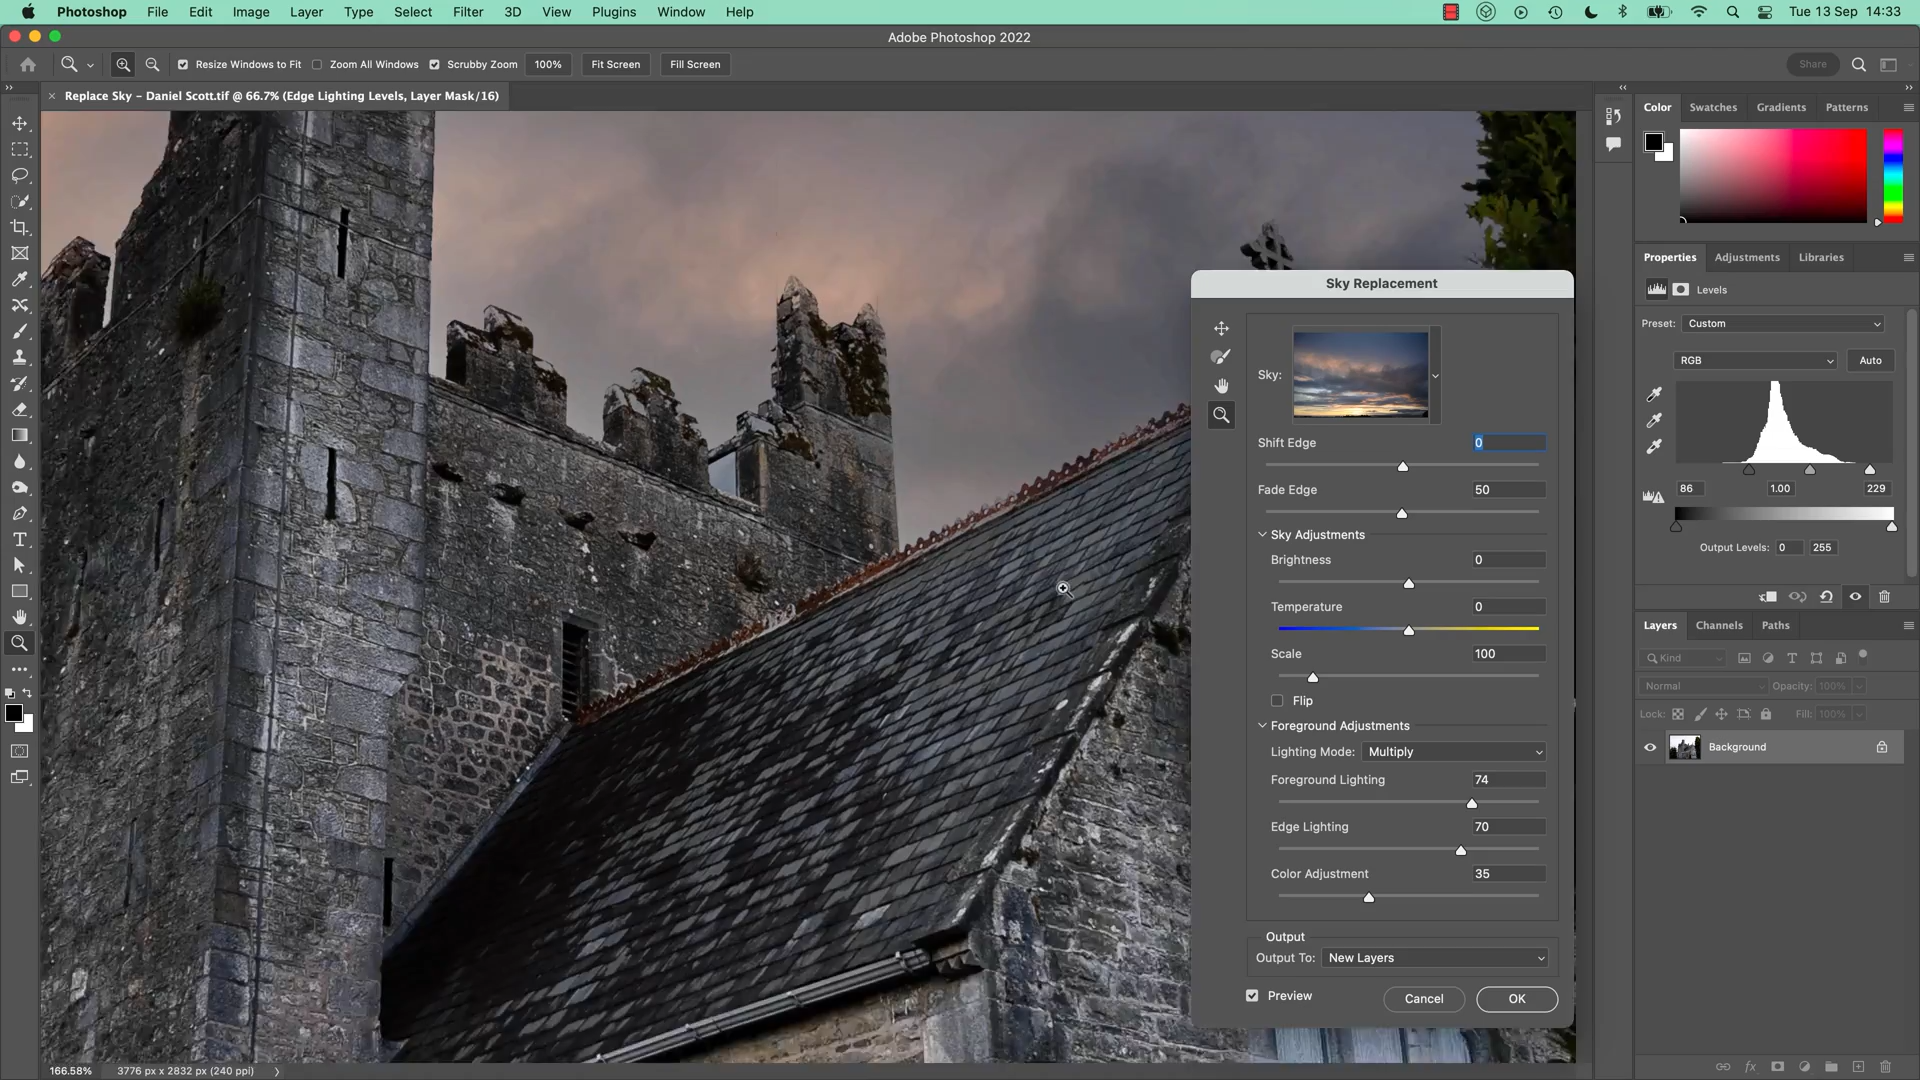 Photoshop File Edit Image Layer Type Select Filter 3D View Plugins Window Help Tue 13 Sep 14:33
Adobe Photoshop 2022
Resize Windows to Fit Zoom All Windows Scrubby Zoom 100% Fit Screen Fill Screen Share
Replace Sky – Daniel Scott.tif @ 66.7% (Edge Lighting Levels, Layer Mask/16)
Color Swatches Gradients Patterns
Properties Adjustments Libraries
Levels
Preset: Custom
RGB Auto
86 1.00 229
Output Levels: 0 255
Layers Channels Paths
Kind
Normal Opacity: 100%
Lock: Fill: 100%
Background
Sky Replacement
Sky:
Shift Edge 0
Fade Edge 50
Sky Adjustments
Brightness 0
Temperature 0
Scale 100
Flip
Foreground Adjustments
Lighting Mode: Multiply
Foreground Lighting 74
Edge Lighting 70
Color Adjustment 35
Output
Output To: New Layers
Preview Cancel OK
166.58% 3776 px x 2832 px (240 ppi)